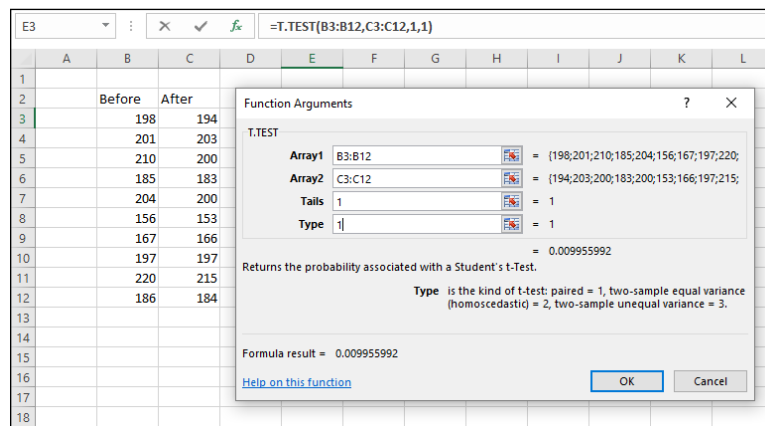 E3 fx =T.TEST(B3:B12,C3:C12,1,1)
A B C D E F G H I J K L
1
2 Before After
3 198 194
4 201 203
5 210 200
6 185 183
7 204 200
8 156 153
9 167 166
10 197 197
11 220 215
12 186 184
13
14
15
16
17
18
Function Arguments ? ×
T.TEST
Array1 B3:B12 = {198;201;210;185;204;156;167;197;220;
Array2 C3:C12 = {194;203;200;183;200;153;166;197;215;
Tails 1 = 1
Type 1 = 1
= 0.009955992
Returns the probability associated with a Student's t-Test.
Type is the kind of t-test: paired = 1, two-sample equal variance
(homoscedastic) = 2, two-sample unequal variance = 3.
Formula result = 0.009955992
Help on this function OK Cancel